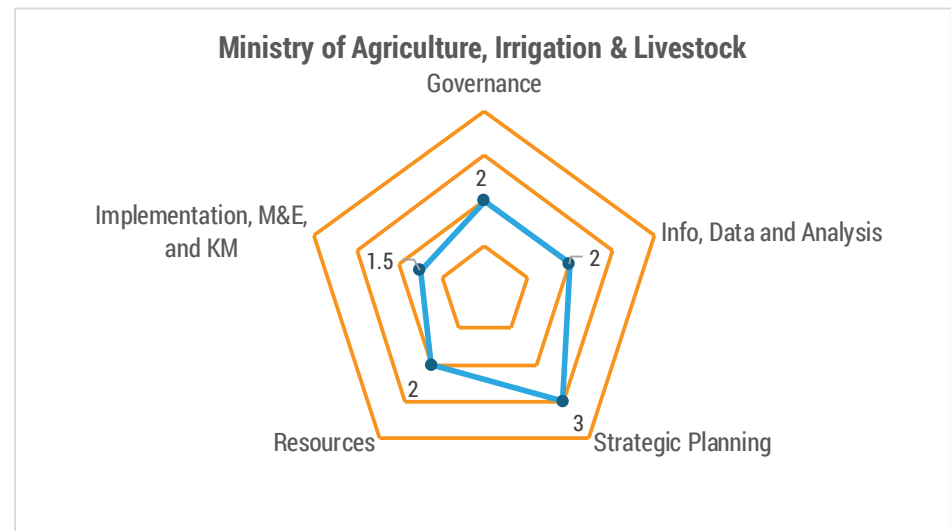 Ministry of Agriculture, Irrigation & Livestock
Governance
2
Implementation, M&E,
and KM
Info, Data and Analysis
1.5
2
2
3
Resources
Strategic Planning